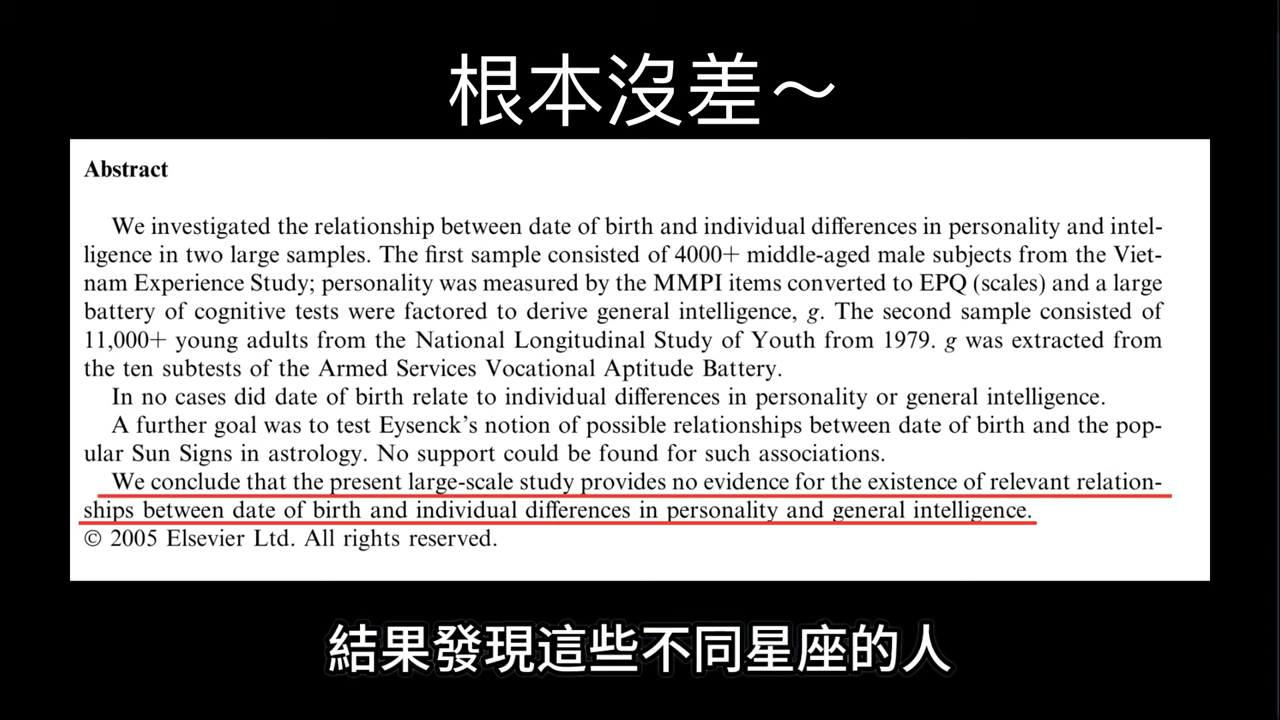 根本沒差～
Abstract
We investigated the relationship between date of birth and individual differences in personality and intel-
ligence in two large samples. The first sample consisted of 4000+ middle-aged male subjects from the Viet-
nam Experience Study; personality was measured by the MMPI items converted to EPQ (scales) and a large
battery of cognitive tests were factored to derive general intelligence, g. The second sample consisted of
11,000+ young adults from the National Longitudinal Study of Youth from 1979. g was extracted from
the ten subtests of the Armed Services Vocational Aptitude Battery.
In no cases did date of birth relate to individual differences in personality or general intelligence.
A further goal was to test Eysenck's notion of possible relationships between date of birth and the pop-
ular Sun Signs in astrology. No support could be found for such associations.
We conclude that the present large-scale study provides no evidence for the existence of relevant relation-
ships between date of birth and individual differences in personality and general intelligence.
© 2005 Elsevier Ltd. All rights reserved.
結果發現這些不同星座的人